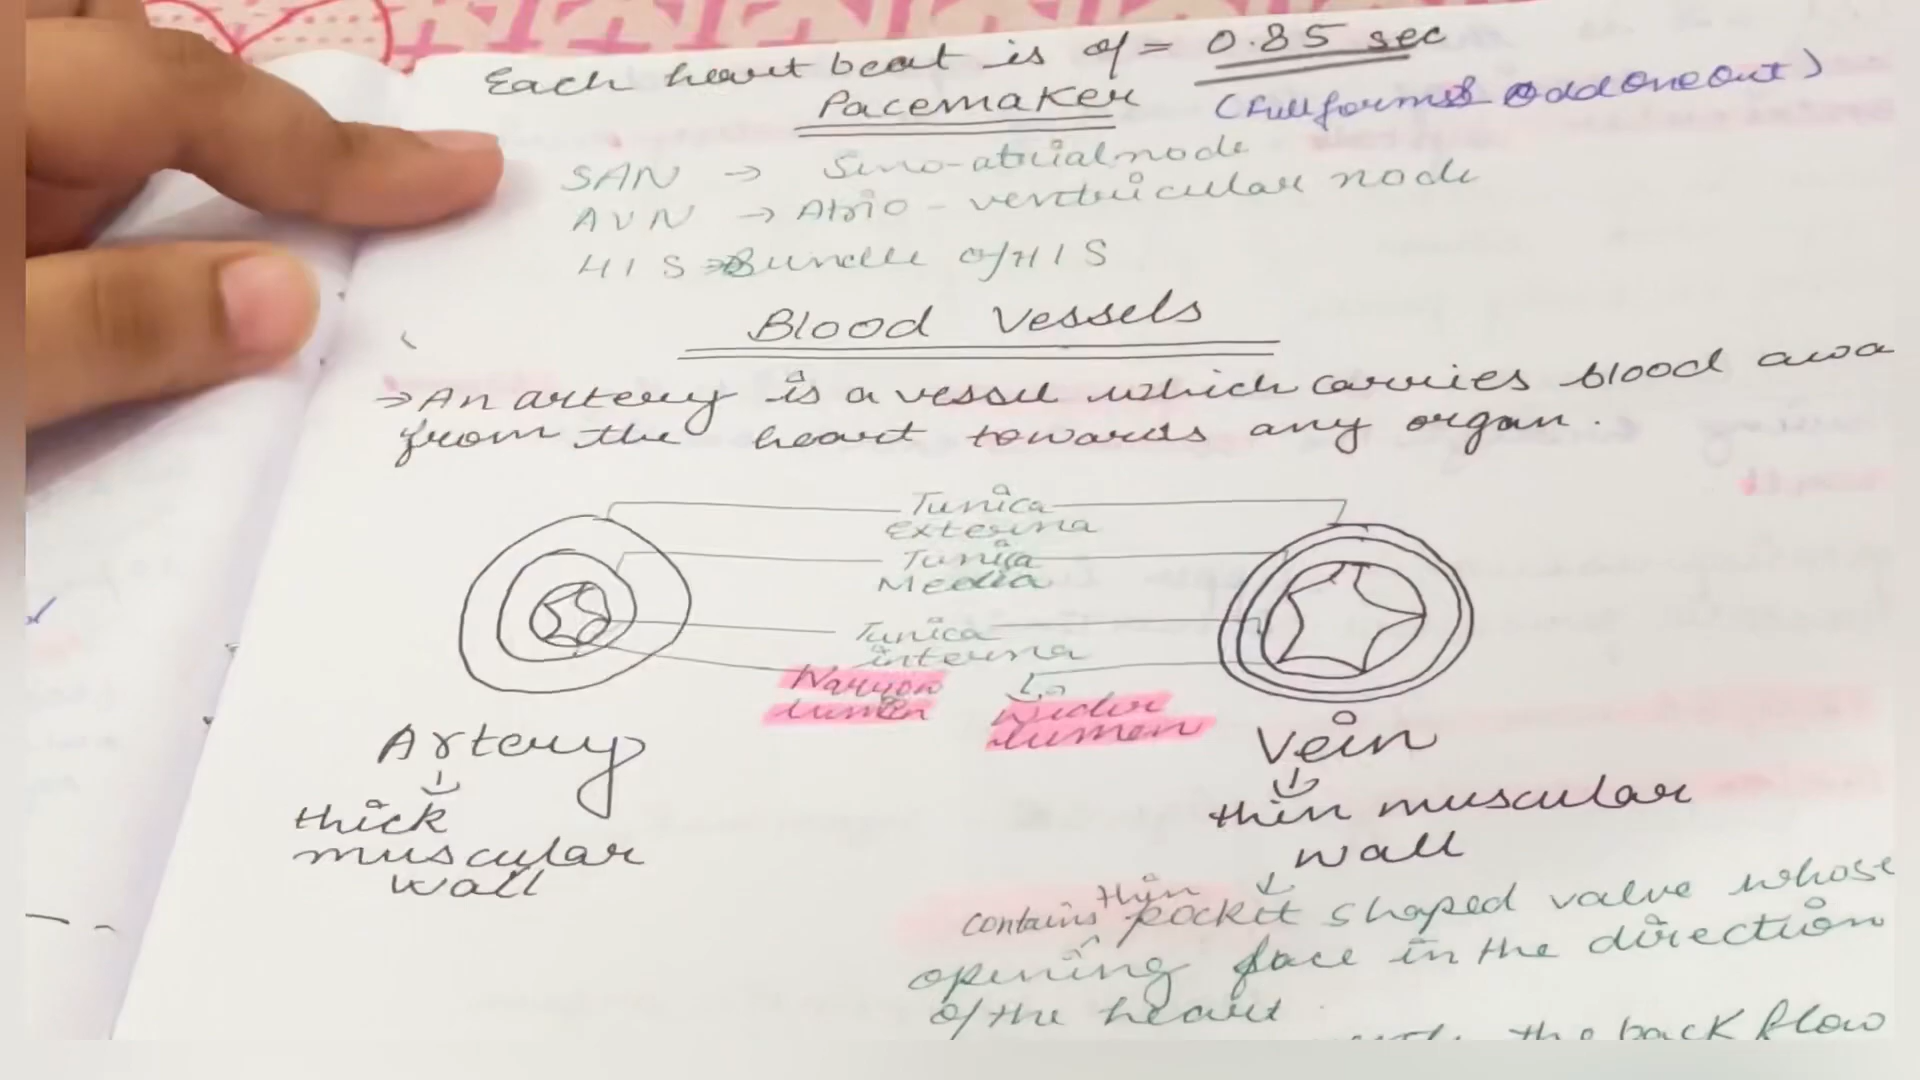 Each heart beat is of = 0.85 sec
Pacemaker (Full forms & Odd one out)
SAN → Sino-atrial node
AVN → Atrio-ventricular node
HIS → Bundle of HIS
Blood Vessels
→ An artery is a vessel which carries blood awa
from the heart towards any organ.
Tunica
Externa
Tunica
Media
Tunica
interna
Narrow
lumen
Wider
lumen
Artery
thick
muscular
wall
Vein
thin muscular
wall
contains thin pocket shaped valve whose
opening face in the direction
of the heart
the back flow